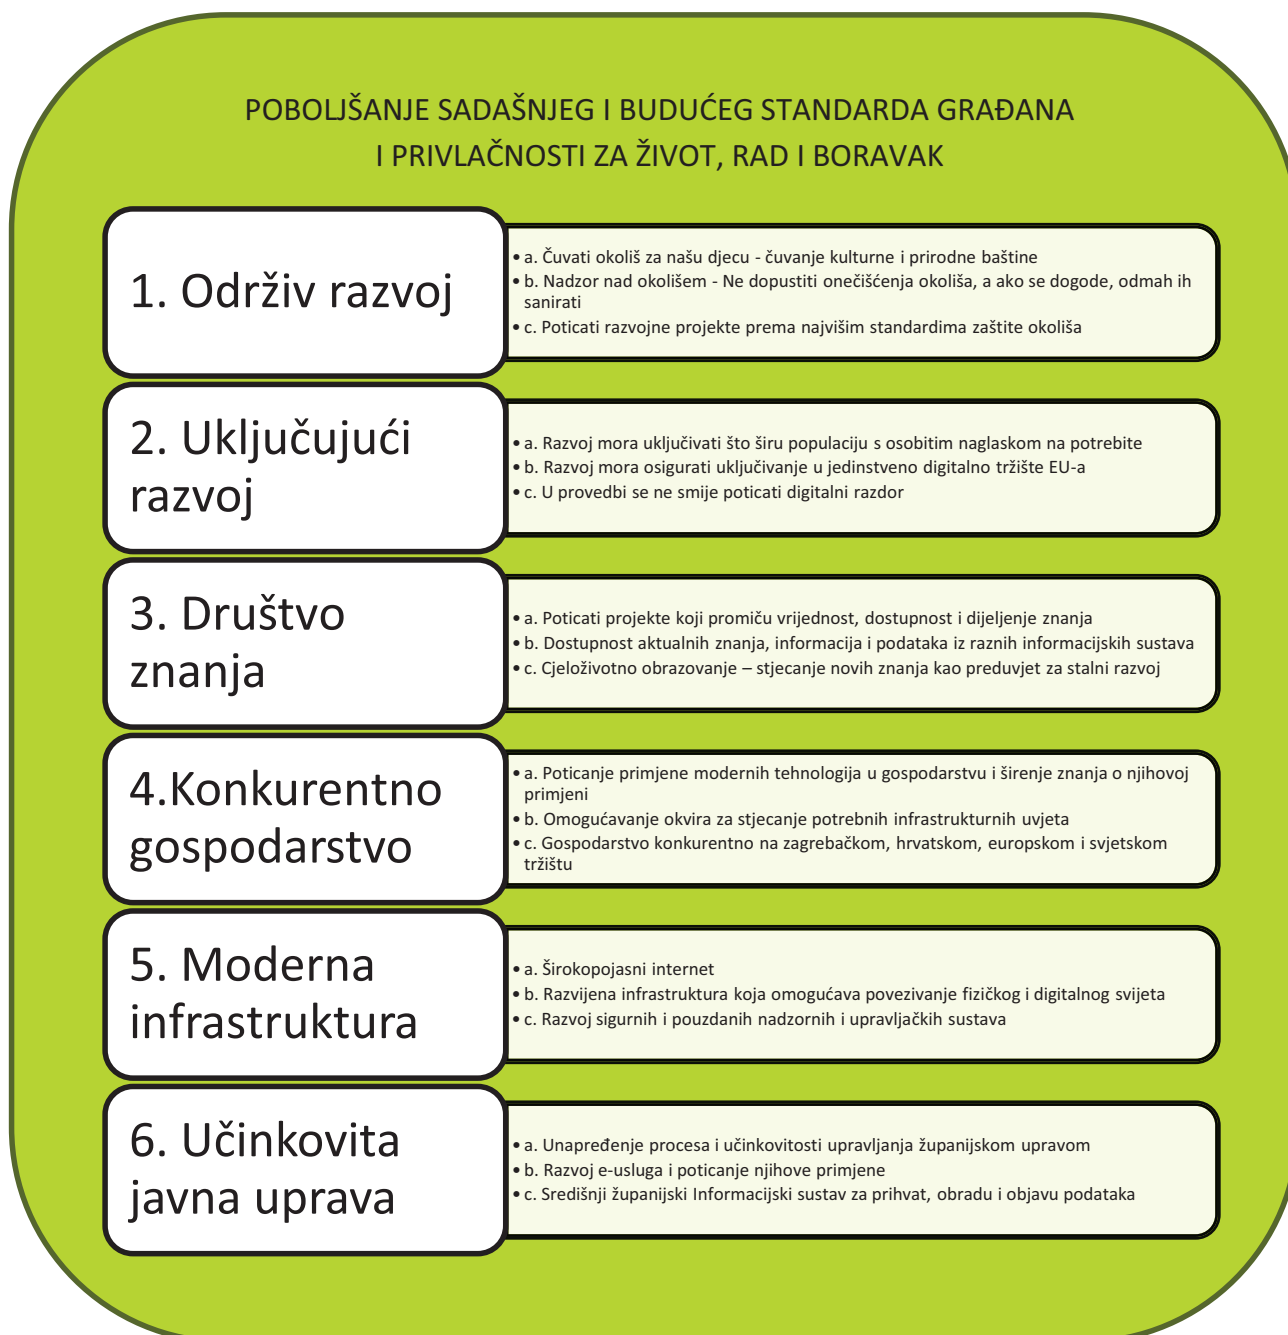 POBOLJŠANJE SADAŠNJEG I BUDUĆEG STANDARDA GRAĐANA
I PRIVLAČNOSTI ZA ŽIVOT, RAD I BORAVAK
1. Održiv razvoj
• a. Čuvati okoliš za našu djecu - čuvanje kulturne i prirodne baštine
• b. Nadzor nad okolišem - Ne dopustiti onečišćenja okoliša, a ako se dogode, odmah ih
sanirati
• c. Poticati razvojne projekte prema najvišim standardima zaštite okoliša
2. Uključujući
razvoj
• a. Razvoj mora uključivati što širu populaciju s osobitim naglaskom na potrebite
• b. Razvoj mora osigurati uključivanje u jedinstveno digitalno tržište EU-a
• c. U provedbi se ne smije poticati digitalni razdor
3. Društvo
znanja
• a. Poticati projekte koji promiču vrijednost, dostupnost i dijeljenje znanja
• b. Dostupnost aktualnih znanja, informacija i podataka iz raznih informacijskih sustava
• c. Cjeloživotno obrazovanje – stjecanje novih znanja kao preduvjet za stalni razvoj
4.Konkurentno
gospodarstvo
• a. Poticanje primjene modernih tehnologija u gospodarstvu i širenje znanja o njihovoj
primjeni
• b. Omogućavanje okvira za stjecanje potrebnih infrastrukturnih uvjeta
• c. Gospodarstvo konkurentno na zagrebačkom, hrvatskom, europskom i svjetskom
tržištu
5. Moderna
infrastruktura
• a. Širokopojasni internet
• b. Razvijena infrastruktura koja omogućava povezivanje fizičkog i digitalnog svijeta
• c. Razvoj sigurnih i pouzdanih nadzornih i upravljačkih sustava
6. Učinkovita
javna uprava
• a. Unapređenje procesa i učinkovitosti upravljanja županijskom upravom
• b. Razvoj e-usluga i poticanje njihove primjene
• c. Središnji županijski Informacijski sustav za prihvat, obradu i objavu podataka